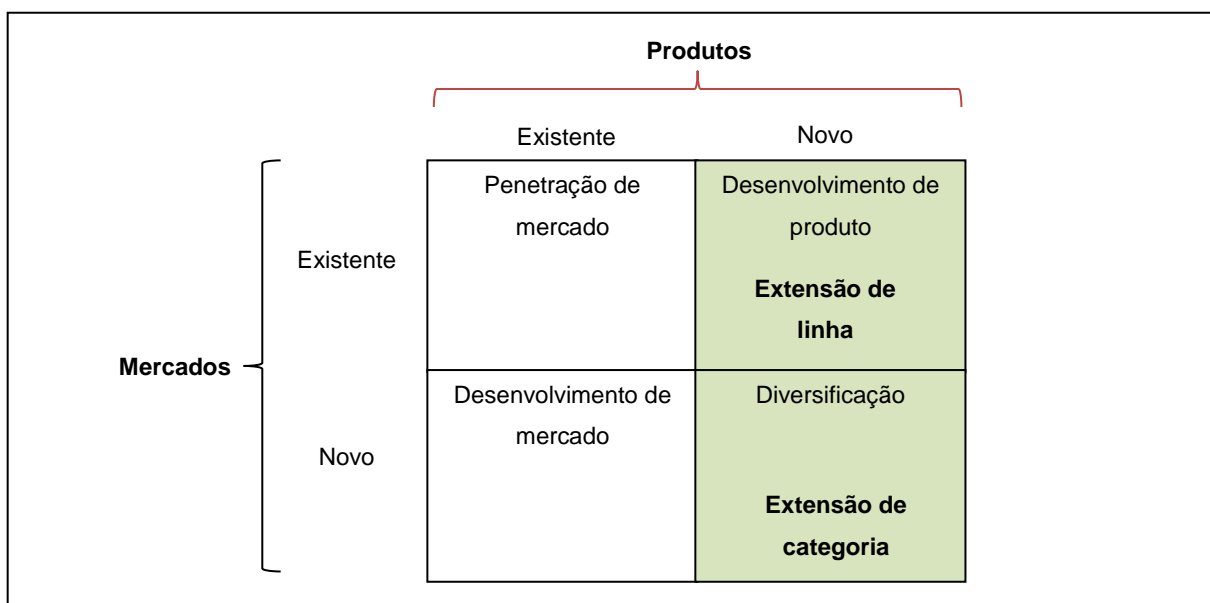 Produtos
Existente
Novo
Penetração de
mercado
Desenvolvimento de
produto
Existente
Extensão de
linha
Mercados
Desenvolvimento de
mercado
Diversificação
Novo
Extensão de
categoria